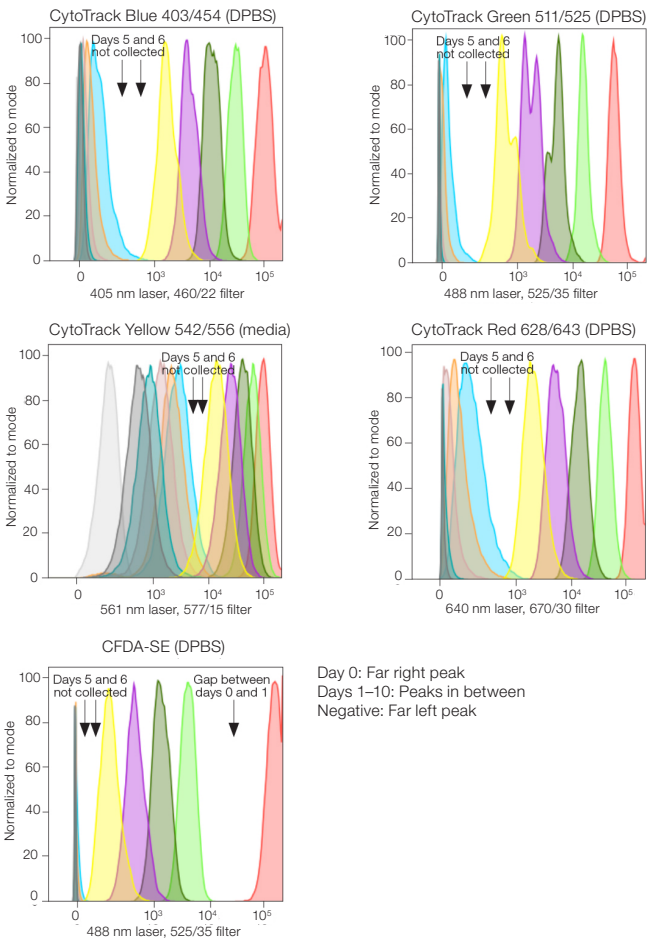 CytoTrack Blue 403/454 (DPBS)
Days 5 and 6
not collected
Normalized to mode
100
80
60
40
20
0
0
10³
10⁴
10⁵
405 nm laser, 460/22 filter
CytoTrack Green 511/525 (DPBS)
Days 5 and 6
not collected
Normalized to mode
100
80
60
40
20
0
0
10³
10⁴
10⁵
488 nm laser, 525/35 filter
CytoTrack Yellow 542/556 (media)
Days 5 and 6
not collected
Normalized to mode
100
80
60
40
20
0
0
10³
10⁴
10⁵
561 nm laser, 577/15 filter
CytoTrack Red 628/643 (DPBS)
Days 5 and 6
not collected
Normalized to mode
100
80
60
40
20
0
0
10³
10⁴
10⁵
640 nm laser, 670/30 filter
CFDA-SE (DPBS)
Days 5 and 6
not collected
Gap between
days 0 and 1
Normalized to mode
100
80
60
40
20
0
0
10³
10⁴
10⁵
488 nm laser, 525/35 filter
Day 0: Far right peak
Days 1–10: Peaks in between
Negative: Far left peak